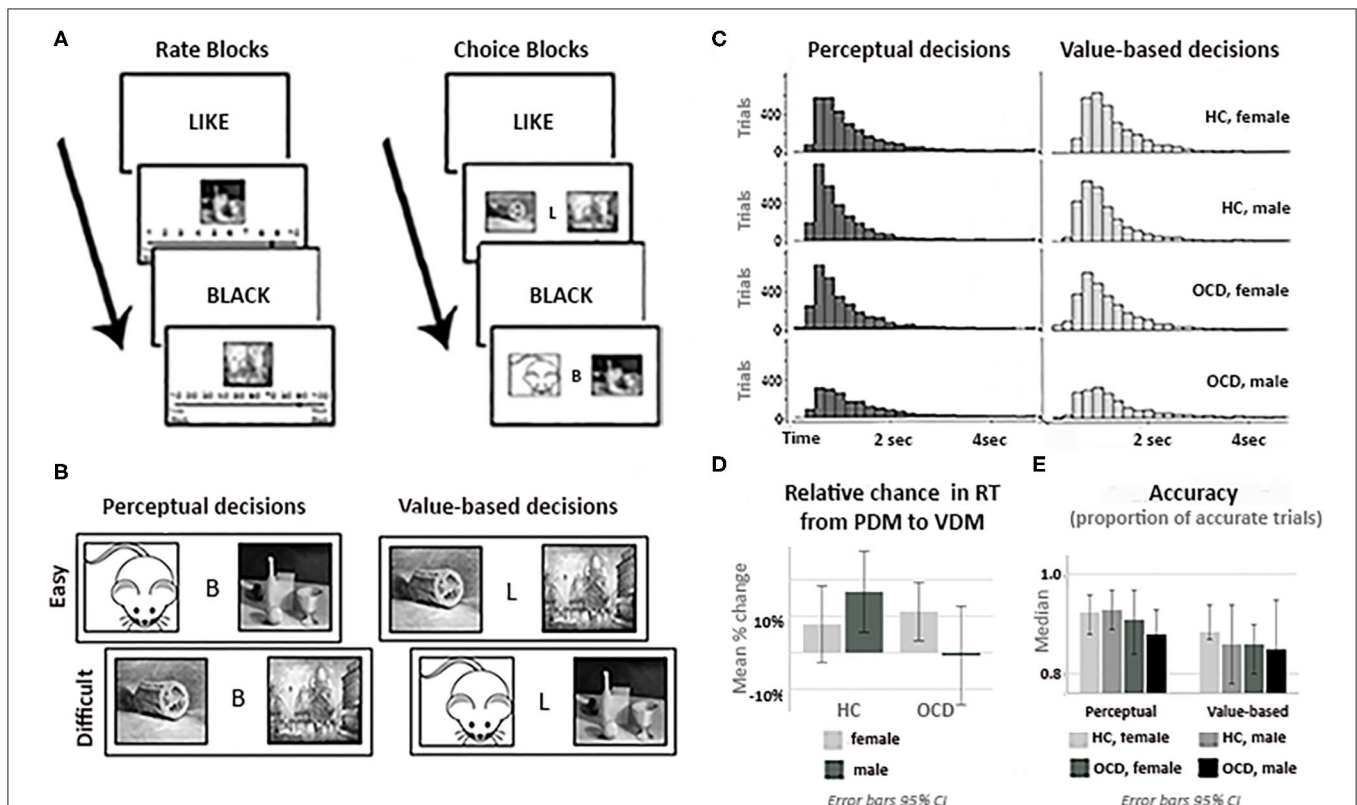 A
Rate Blocks
Choice Blocks
LIKE
BLACK
LIKE
L
BLACK
B
B
Perceptual decisions
Value-based decisions
Easy
B
L
Difficult
B
L
C
Perceptual decisions
Value-based decisions
Trials
400
0
HC, female
Trials
400
0
HC, male
Trials
400
0
OCD, female
Trials
400
0
OCD, male
Time
2 sec
4sec
2 sec
4sec
D
Relative chance in RT
from PDM to VDM
Mean % change
10%
-10%
HC
OCD
female
male
Error bars 95% CI
E
Accuracy
(proportion of accurate trials)
Median
1.0
0.8
Perceptual
Value-based
HC, female
HC, male
OCD, female
OCD, male
Error bars 95% CI